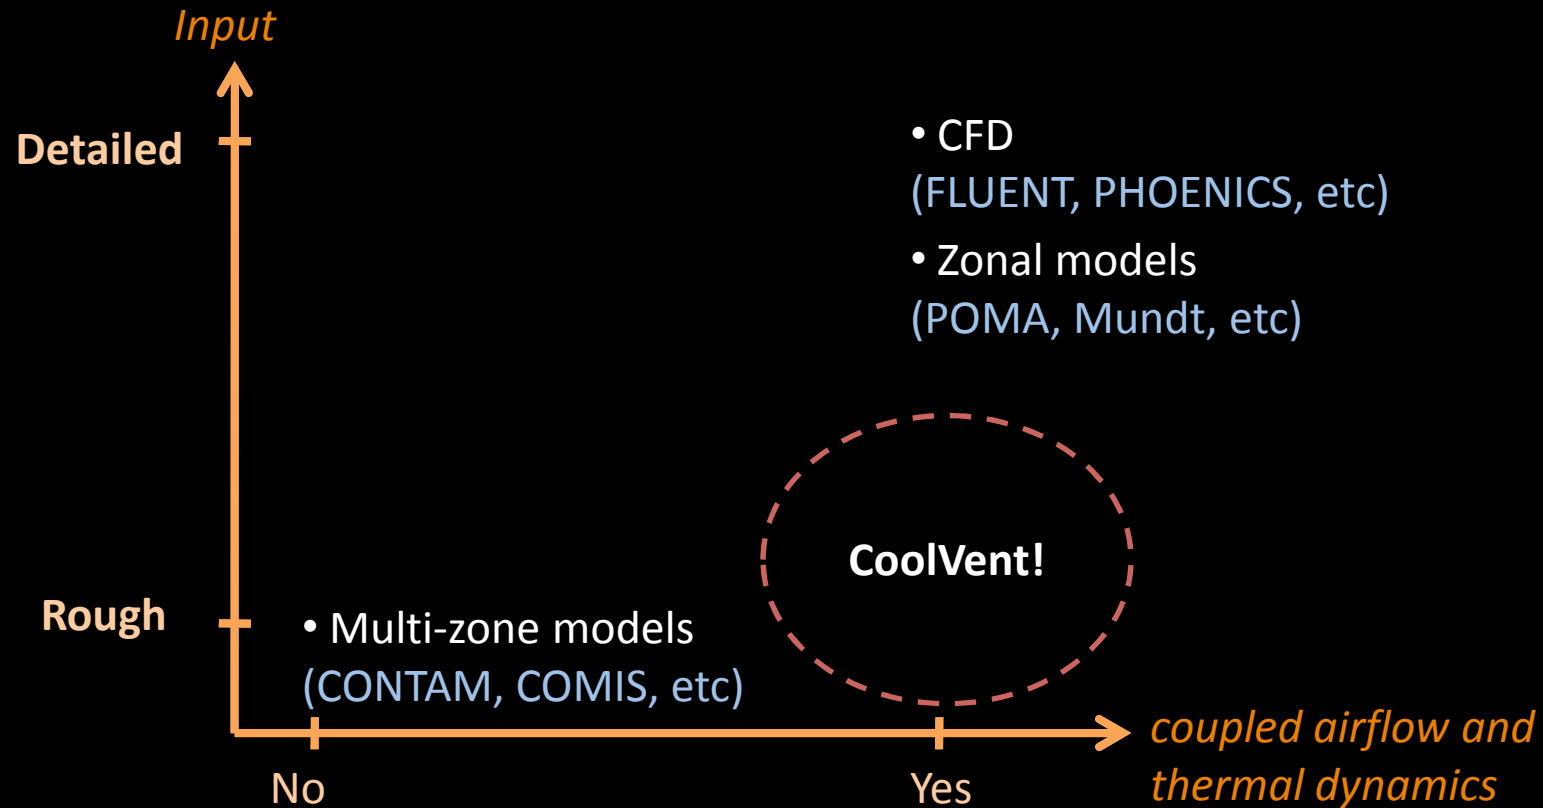 Input
Detailed
• CFD
(FLUENT, PHOENICS, etc)
• Zonal models
(POMA, Mundt, etc)
CoolVent!
Rough
• Multi-zone models
(CONTAM, COMIS, etc)
coupled airflow and
thermal dynamics
No
Yes